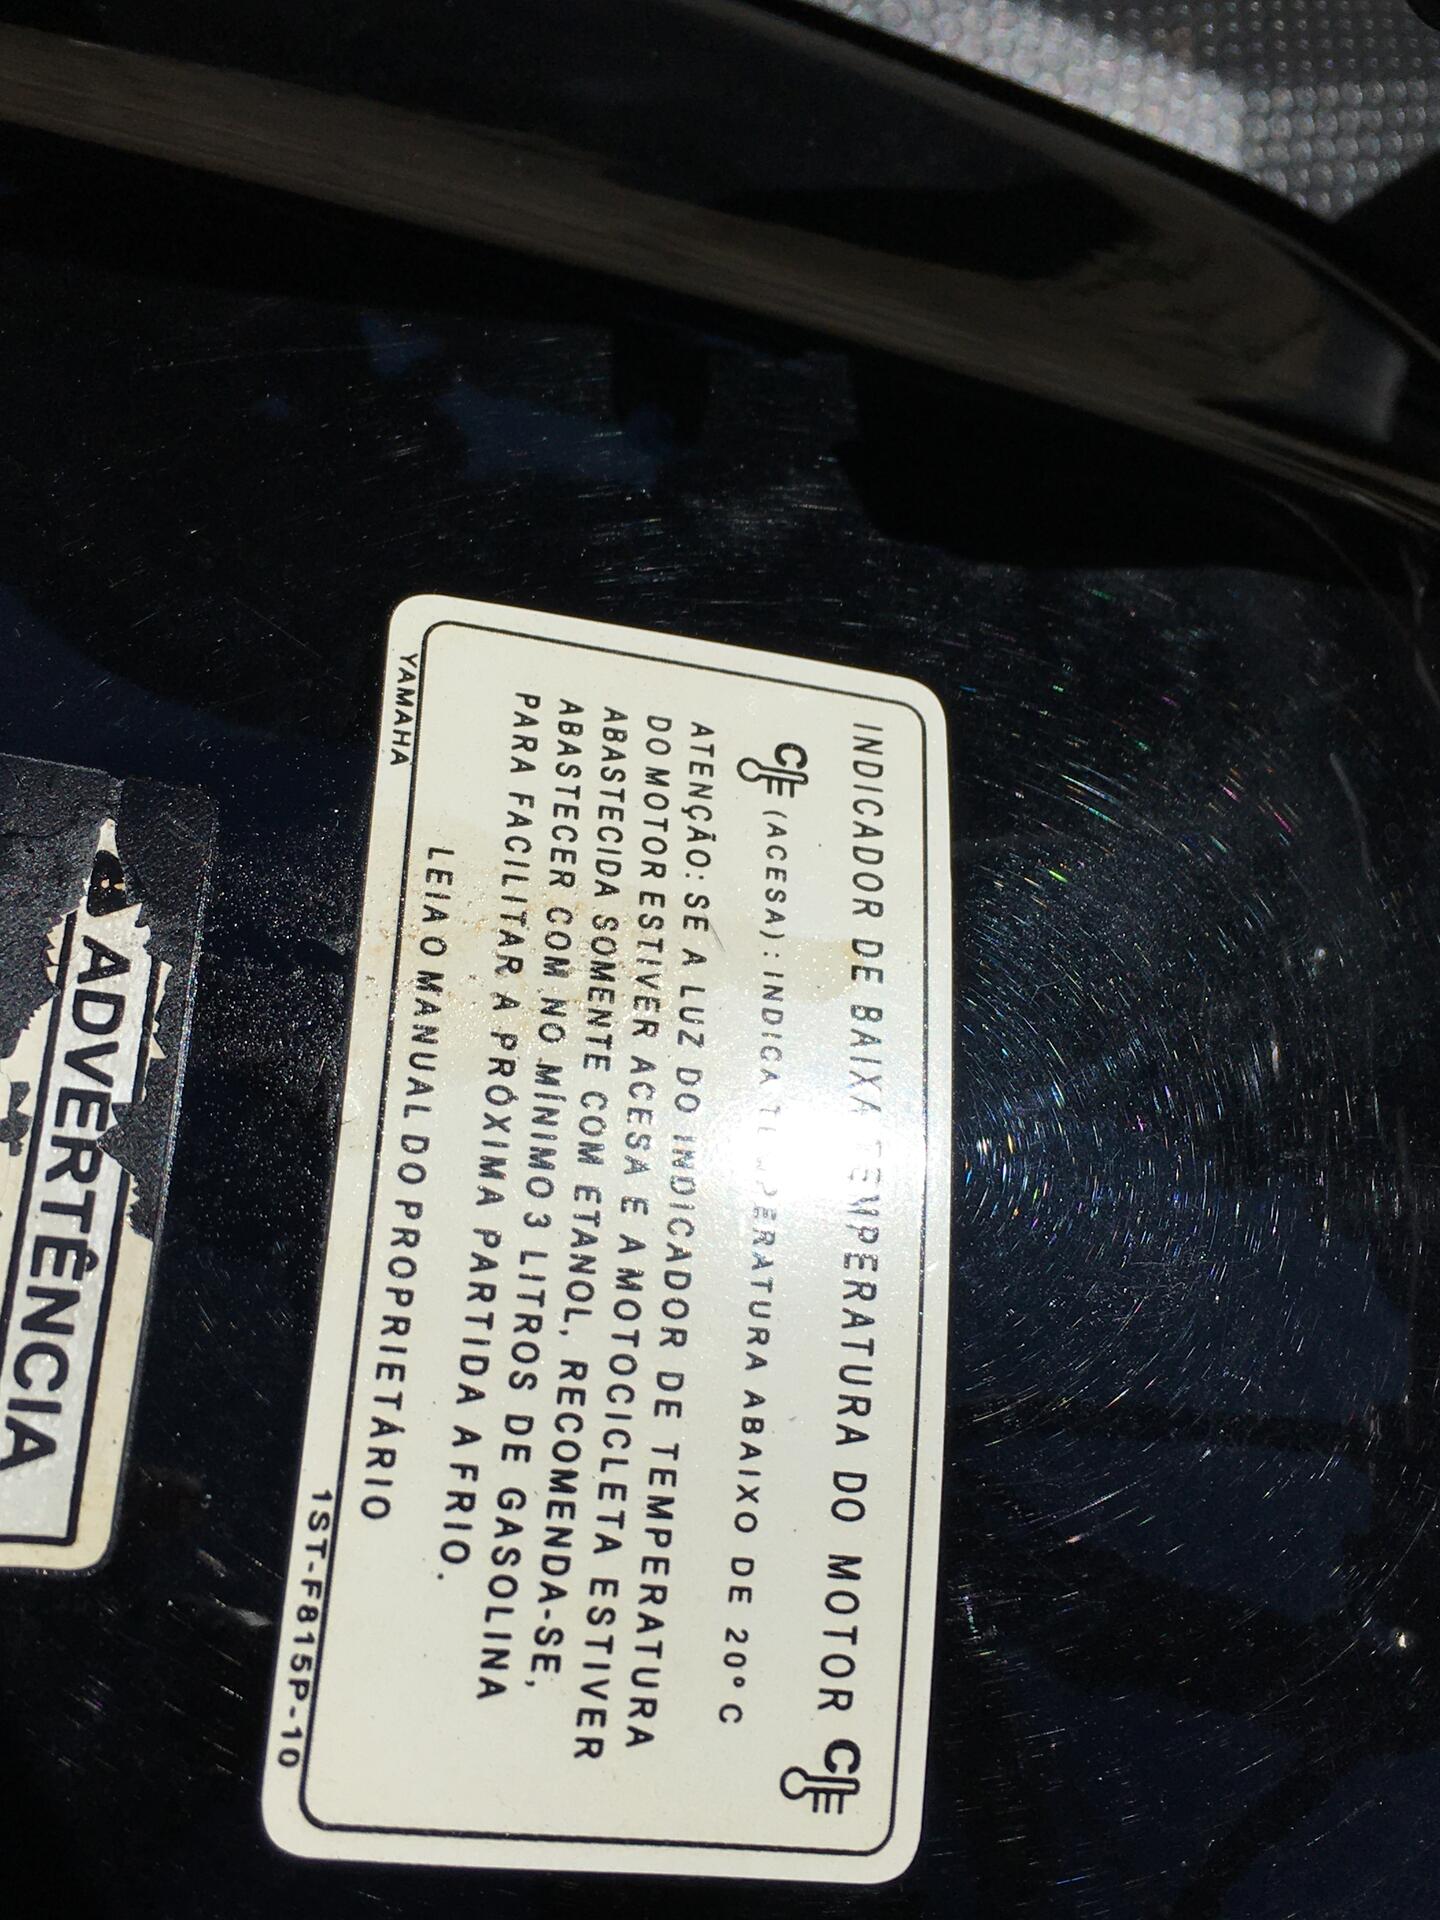 INDICADOR DE BAIXA TEMPERATURA DO MOTOR C
C (ACESA): INDICA TEMPERATURA ABAIXO DE 20º C
ATENÇÃO: SE A LUZ DO INDICADOR DE TEMPERATURA
DO MOTOR ESTIVER ACESA E A MOTOCICLETA ESTIVER
ABASTECIDA SOMENTE COM ETANOL, RECOMENDA-SE,
ABASTECER COM NO MÍNIMO 3 LITROS DE GASOLINA
PARA FACILITAR A PRÓXIMA PARTIDA A FRIO.
LEIA O MANUAL DO PROPRIETÁRIO
YAMAHA
1ST-F815P-10
ADVERTÊNCIA